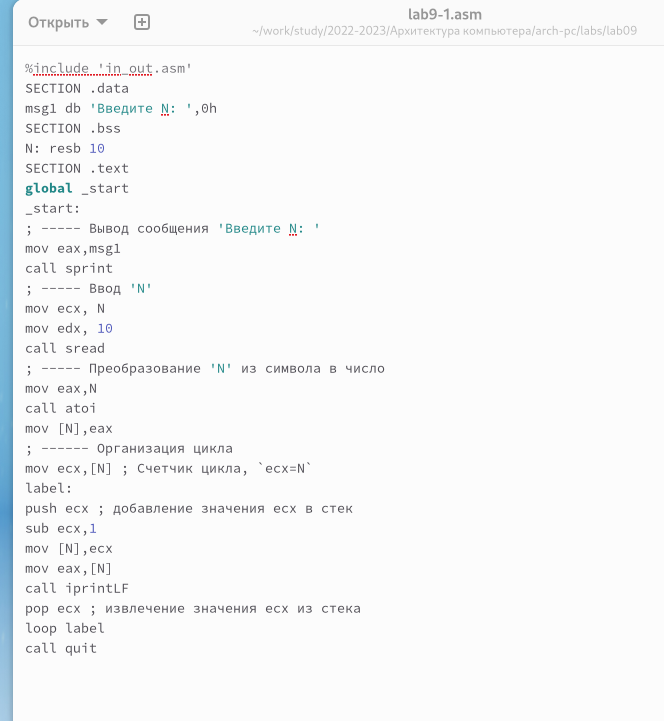 Открыть
lab9-1.asm
~/work/study/2022-2023/Архитектура компьютера/arch-pc/labs/lab09
%include 'in_out.asm'
SECTION .data
msg1 db 'Введите N: ',0h
SECTION .bss
N: resb 10
SECTION .text
global _start
_start:
; ----- Вывод сообщения 'Введите N: '
mov eax,msg1
call sprint
; ----- Ввод 'N'
mov ecx, N
mov edx, 10
call sread
; ----- Преобразование 'N' из символа в число
mov eax,N
call atoi
mov [N],eax
; ------ Организация цикла
mov ecx,[N] ; Счетчик цикла, `ecx=N`
label:
push ecx ; добавление значения ecx в стек
sub ecx,1
mov [N],ecx
mov eax,[N]
call iprintLF
pop ecx ; извлечение значения ecx из стека
loop label
call quit